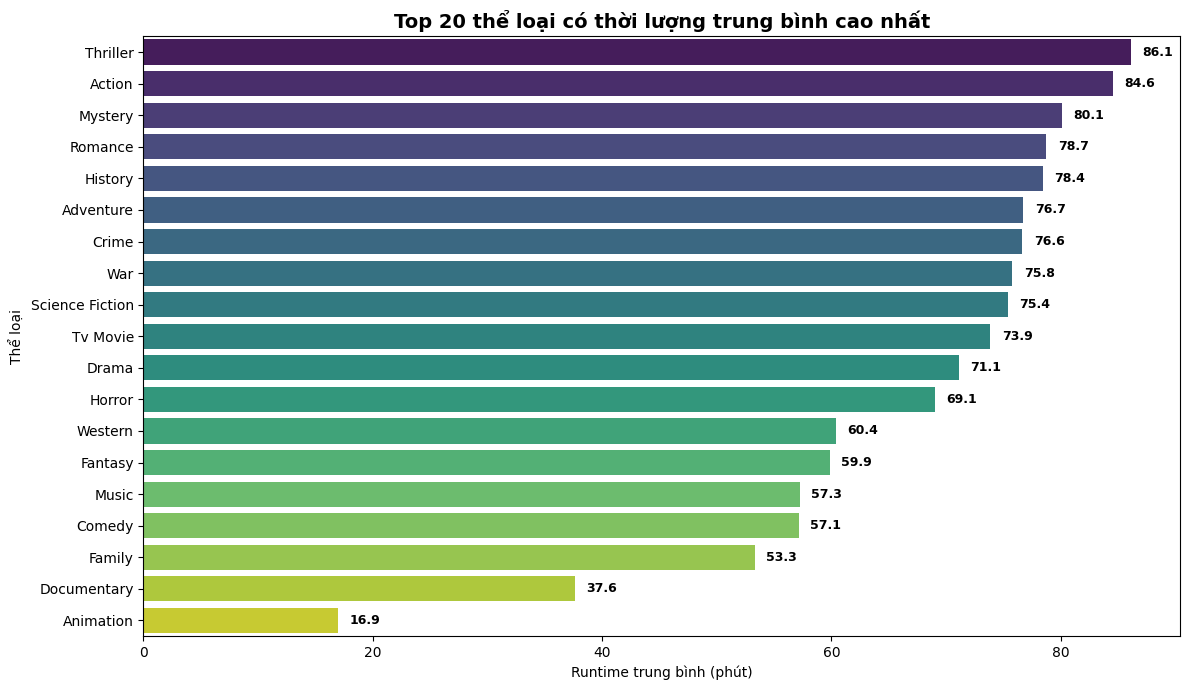 Top 20 thể loại có thời lượng trung bình cao nhất
Thể loại
Thriller 86.1
Action 84.6
Mystery 80.1
Romance 78.7
History 78.4
Adventure 76.7
Crime 76.6
War 75.8
Science Fiction 75.4
Tv Movie 73.9
Drama 71.1
Horror 69.1
Western 60.4
Fantasy 59.9
Music 57.3
Comedy 57.1
Family 53.3
Documentary 37.6
Animation 16.9
0 20 40 60 80
Runtime trung bình (phút)